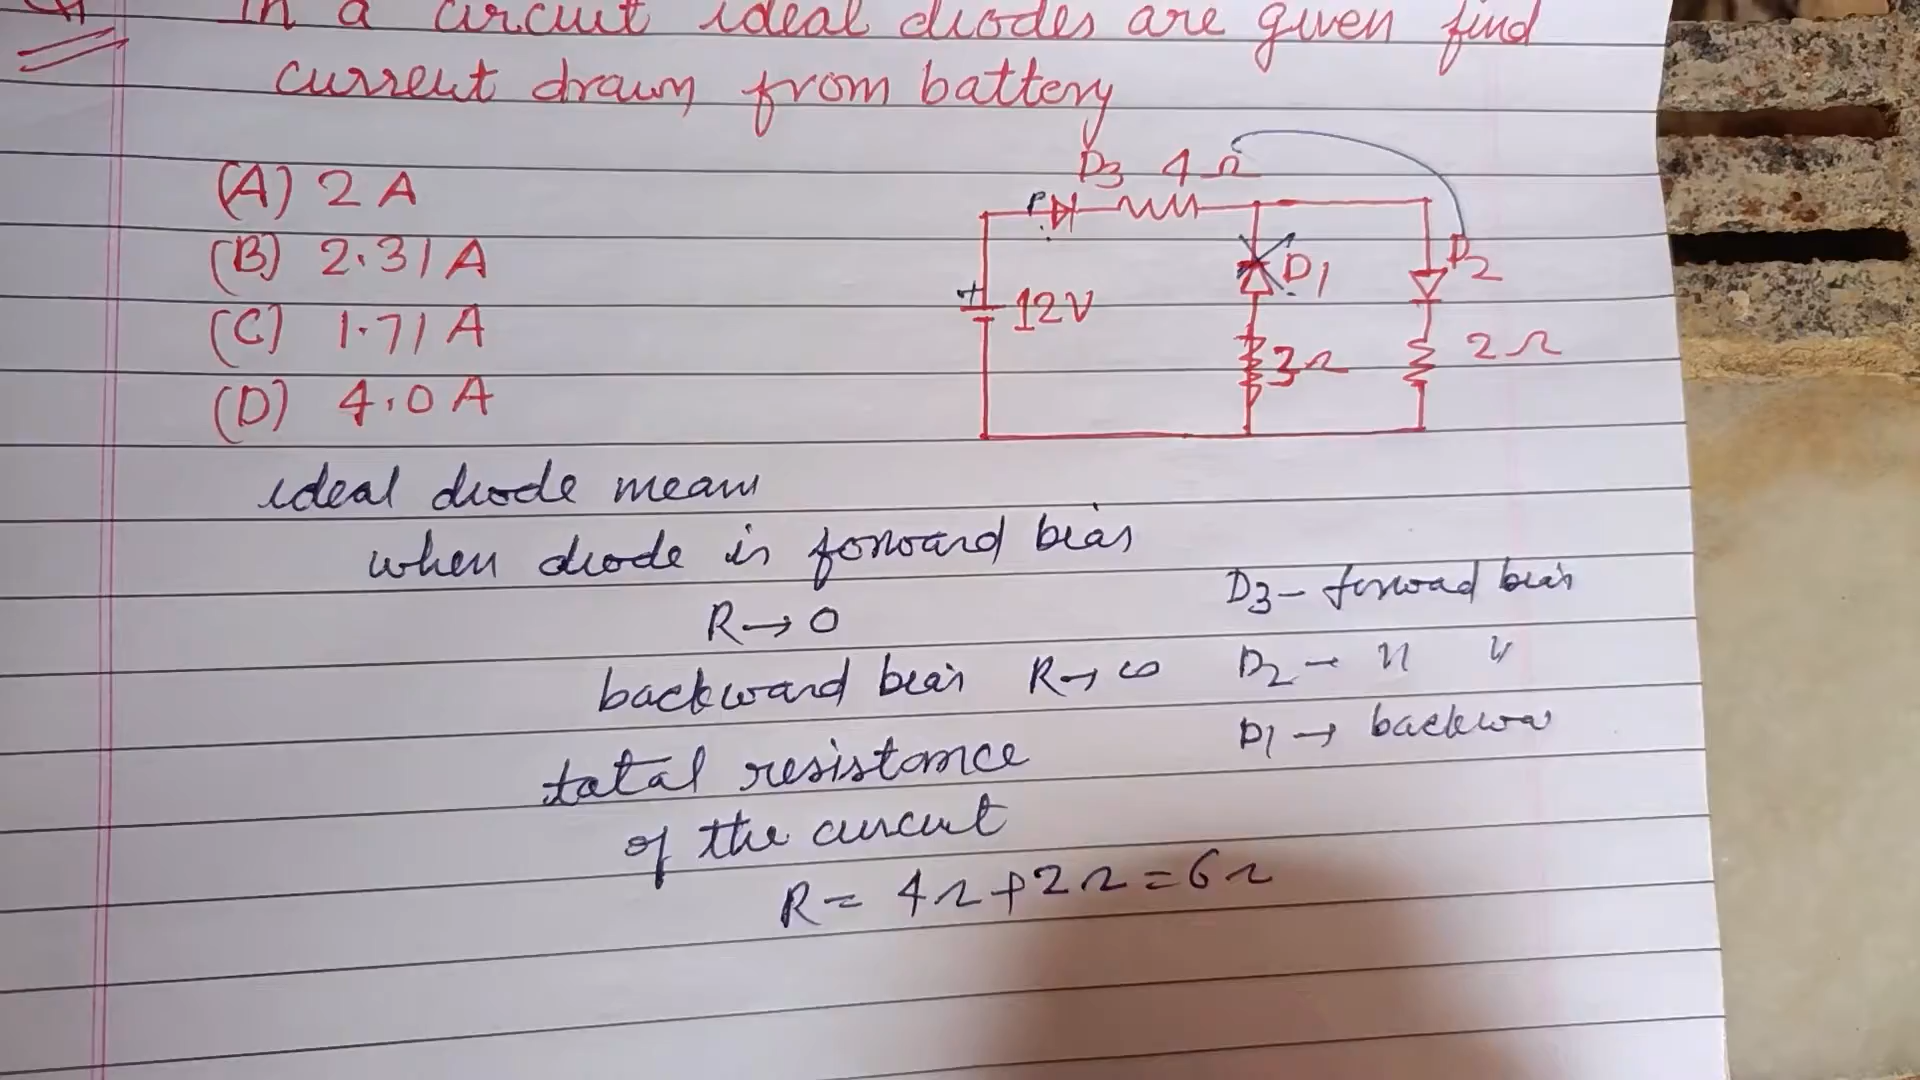 In a circuit ideal diodes are given find
current drawn from battery
(A) 2 A
(B) 2.31 A
(C) 1.71 A
(D) 4.0 A
D3 4Ω
P
D2
D1
+
12V
3Ω
2Ω
ideal diode mean
when diode is forward bias
R→0
backward bias R→∞
D3 – forward bias
D2 – 〃 〃
D1 → backwa
total resistance
of the circuit
R = 4Ω+2Ω=6Ω